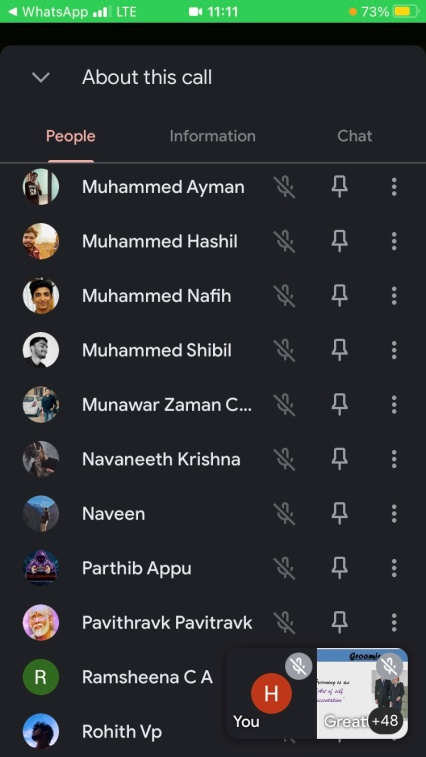 WhatsApp LTE 11:11 73%
About this call
People Information Chat
Muhammed Ayman
Muhammed Hashil
Muhammed Nafih
Muhammed Shibil
Munawar Zaman C...
Navaneeth Krishna
Naveen
Parthib Appu
Pavithravk Pavitravk
R
Ramsheena C A
Rohith Vp
H
You
Great
+48